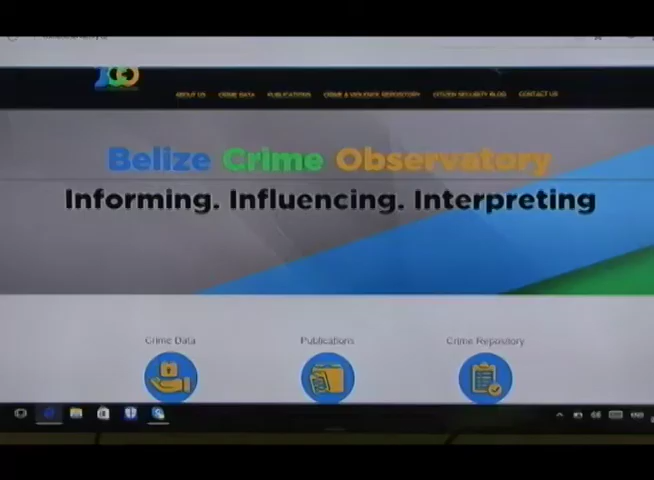 ABOUT US CRIME DATA PUBLICATIONS CRIME & VIOLENCE REPOSITORY CITIZEN SECURITY BLOG CONTACT US
Belize Crime Observatory
Informing. Influencing. Interpreting
Crime Data Publications Crime Repository
ENG